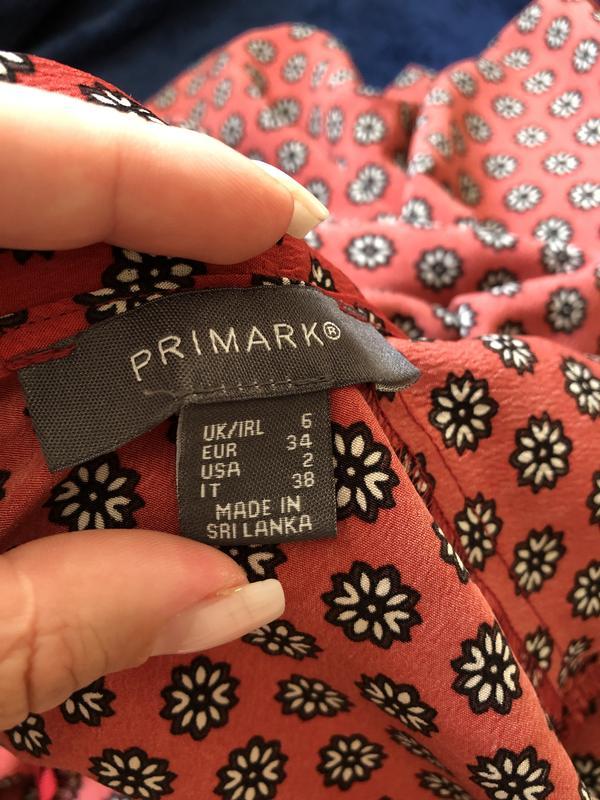 PRIMARK®
UK/IRL 6
EUR 34
USA 2
IT 38
MADE IN
SRI LANKA